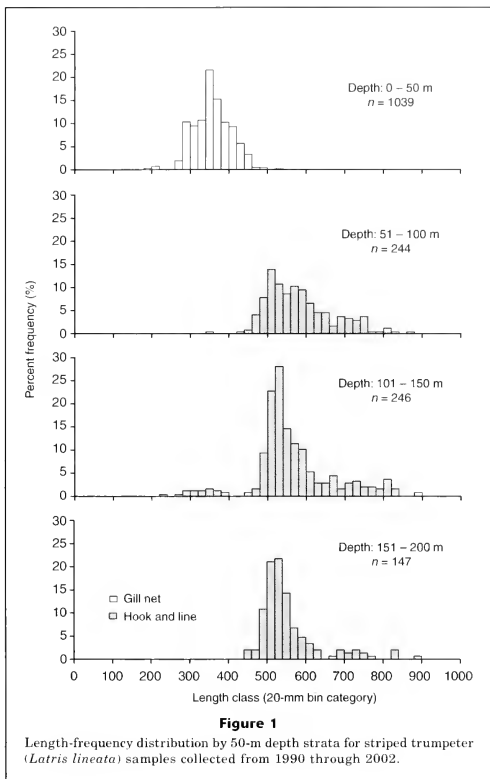 Percent frequency (%)
30
25
20
15
10
5
0
Depth: 0 – 50 m
n = 1039
30
25
20
15
10
5
0
Depth: 51 – 100 m
n = 244
30
25
20
15
10
5
0
Depth: 101 – 150 m
n = 246
30
25
20
15
10
5
0
Depth: 151 – 200 m
n = 147
Gill net
Hook and line
0 100 200 300 400 500 600 700 800 900 1000
Length class (20-mm bin category)
Figure 1
Length-frequency distribution by 50-m depth strata for striped trumpeter
(Latris lineata) samples collected from 1990 through 2002.